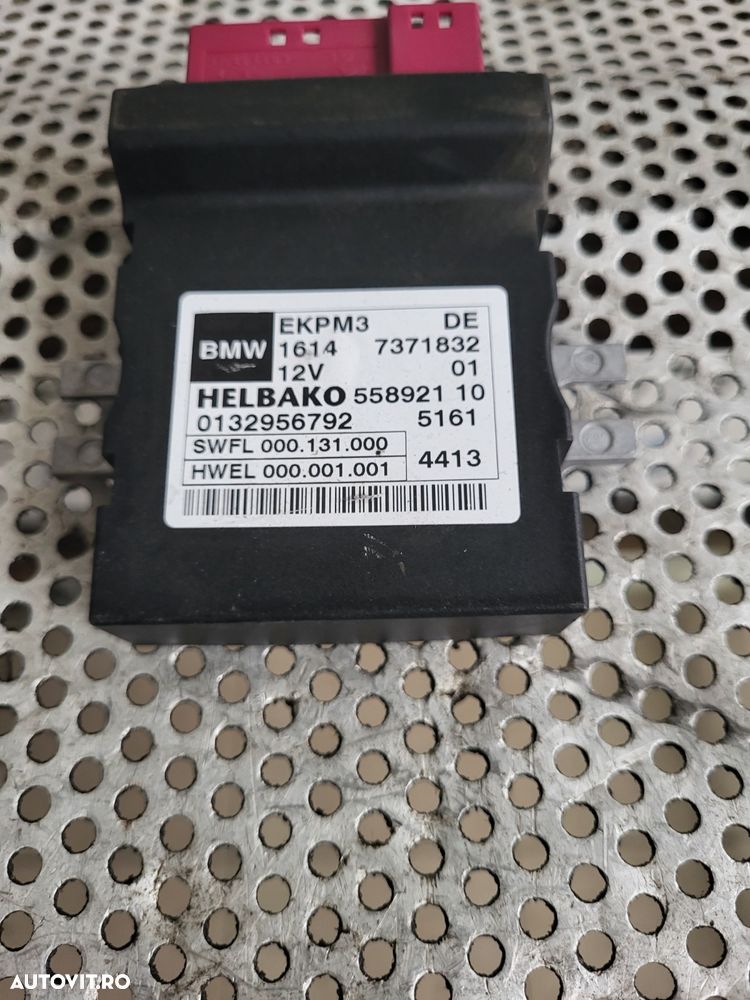 EKPM3 DE
BMW 1614 7371832
12V 01
HELBAKO 558921 10
0132956792 5161
SWFL 000.131.000
HWEL 000.001.001 4413
AUTOVIT.RO